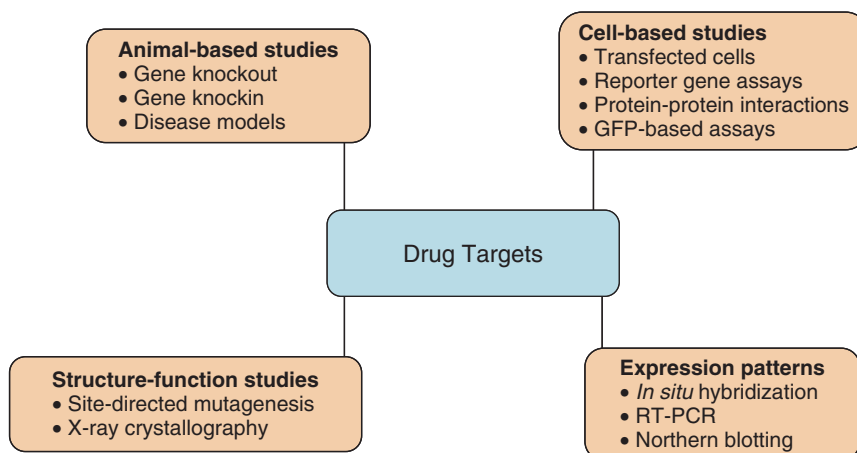 Animal-based studies
• Gene knockout
• Gene knockin
• Disease models
Cell-based studies
• Transfected cells
• Reporter gene assays
• Protein-protein interactions
• GFP-based assays
Drug Targets
Structure-function studies
• Site-directed mutagenesis
• X-ray crystallography
Expression patterns
• In situ hybridization
• RT-PCR
• Northern blotting